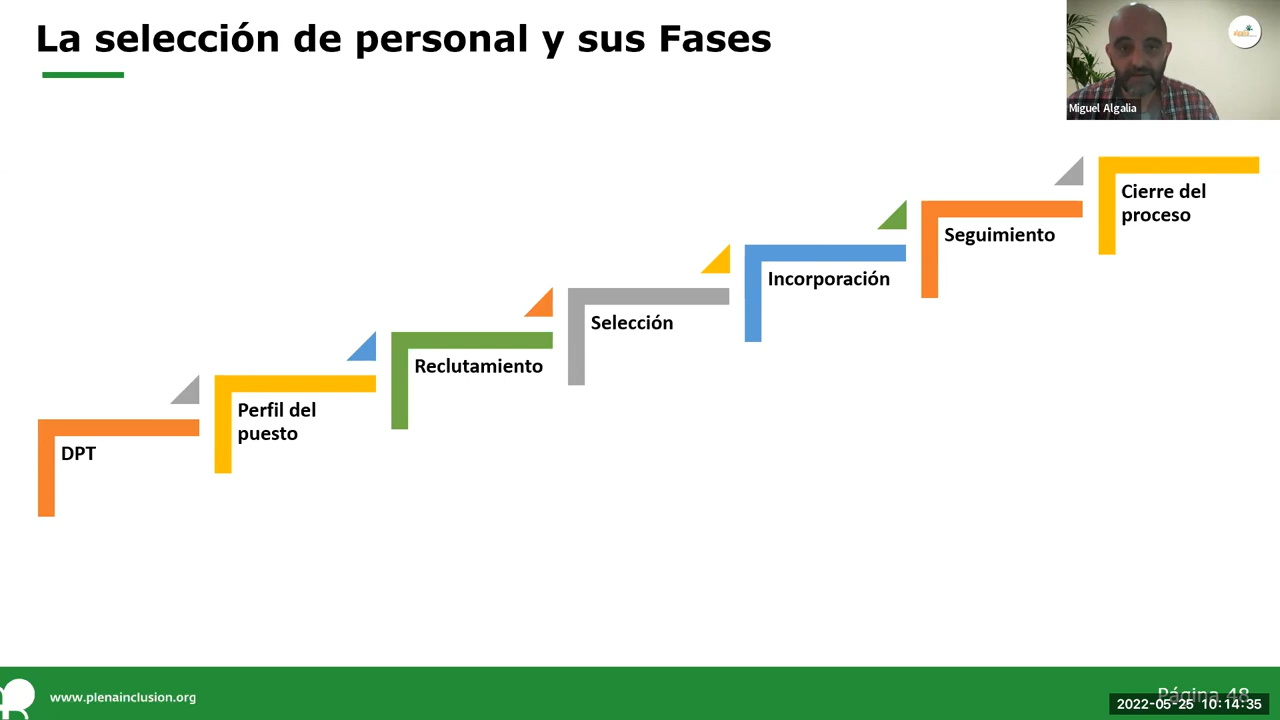 La selección de personal y sus Fases
Miguel Algalia
Cierre del
proceso
Seguimiento
Incorporación
Selección
Reclutamiento
Perfil del
puesto
DPT
www.plenainclusion.org
Página 48
2022-05-25 10:14:35